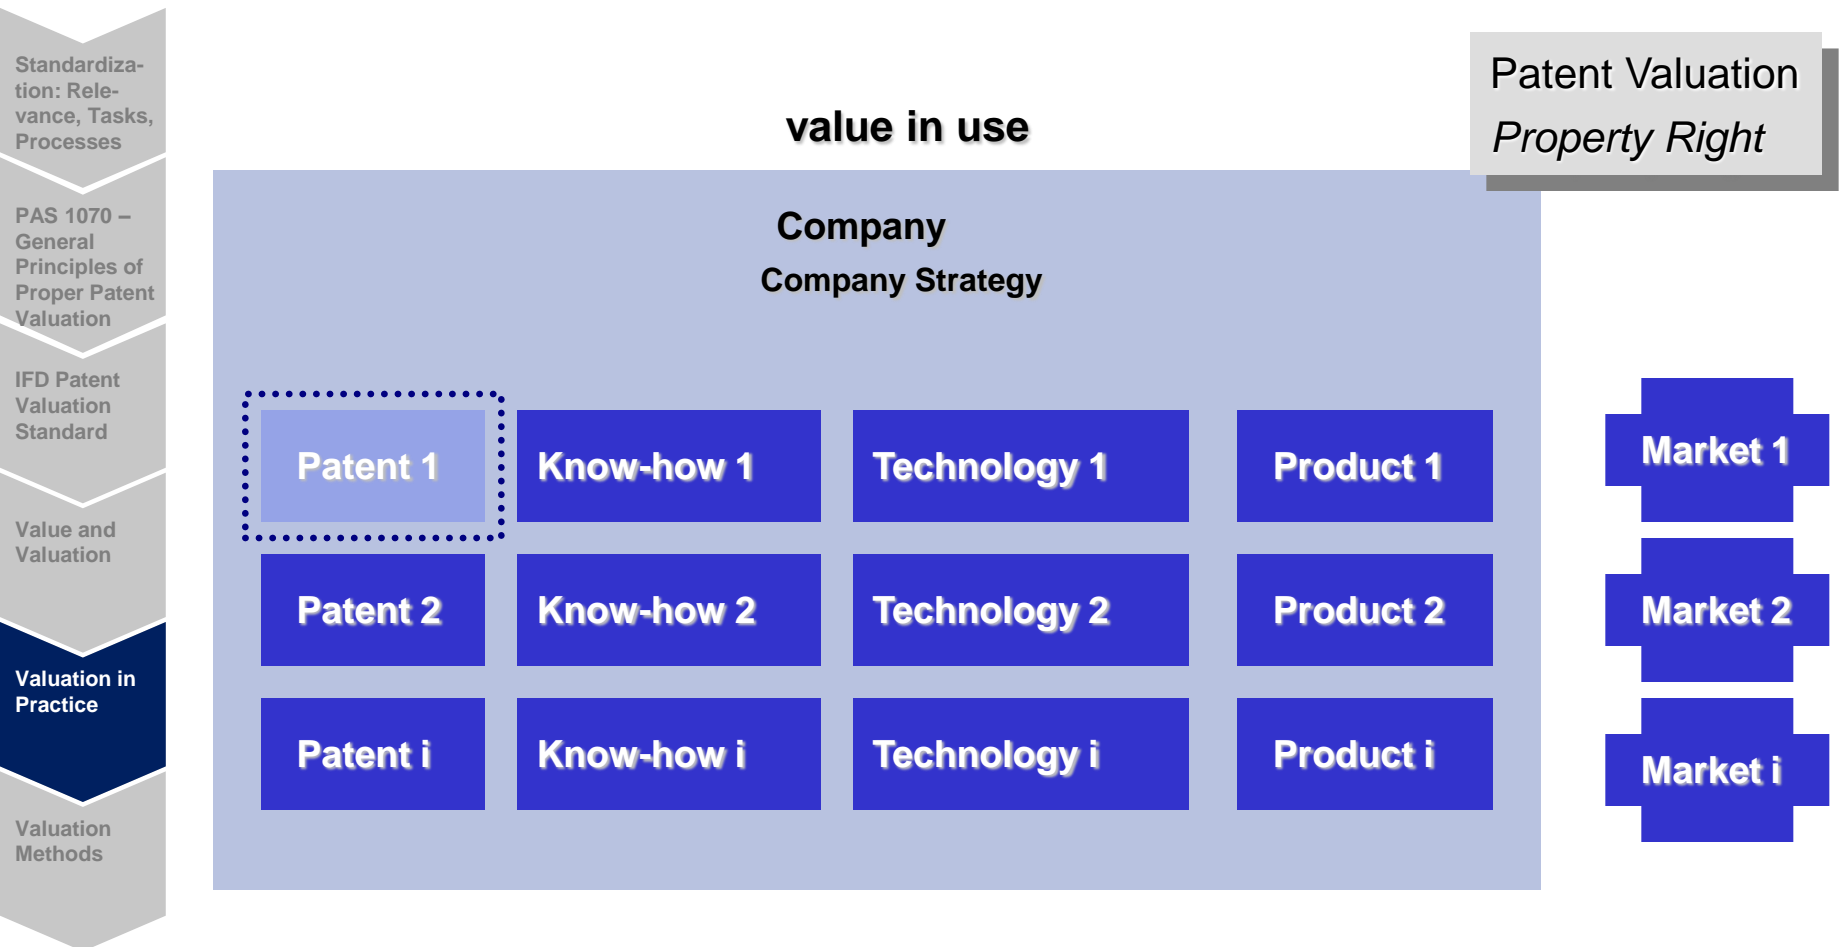 Standardiza-
tion: Rele-
vance, Tasks,
Processes
PAS 1070 –
General
Principles of
Proper Patent
Valuation
IFD Patent
Valuation
Standard
Value and
Valuation
Valuation in
Practice
Valuation
Methods
Patent Valuation
Property Right
value in use
Company
Company Strategy
Patent 1
Know-how 1
Technology 1
Product 1
Market 1
Patent 2
Know-how 2
Technology 2
Product 2
Market 2
Patent i
Know-how i
Technology i
Product i
Market i